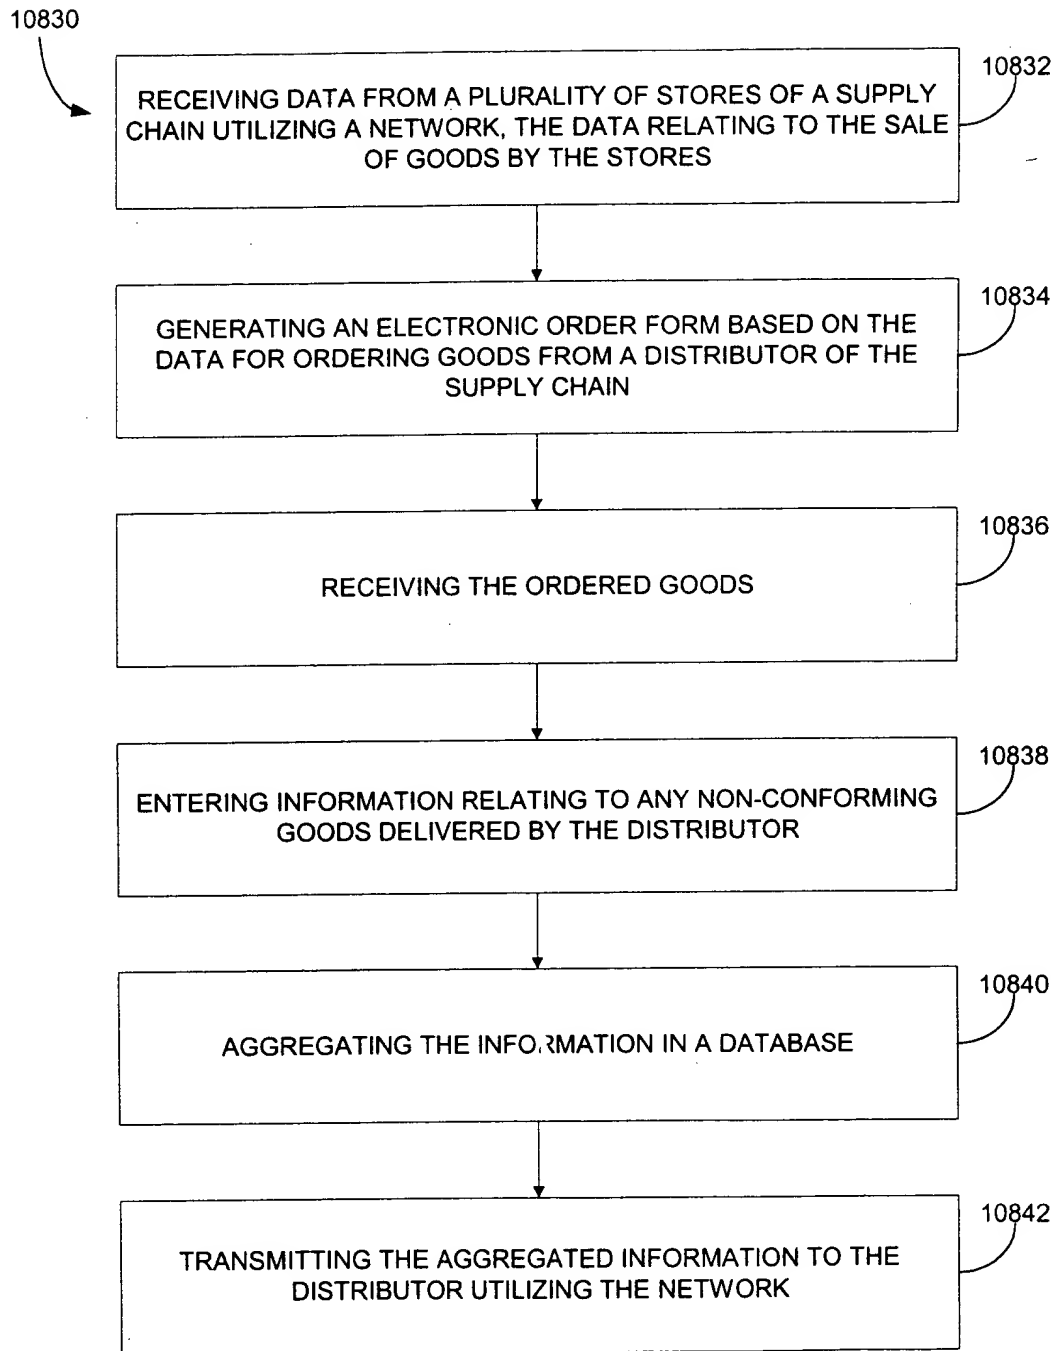 10830
10832
RECEIVING DATA FROM A PLURALITY OF STORES OF A SUPPLY
CHAIN UTILIZING A NETWORK, THE DATA RELATING TO THE SALE
OF GOODS BY THE STORES
10834
GENERATING AN ELECTRONIC ORDER FORM BASED ON THE
DATA FOR ORDERING GOODS FROM A DISTRIBUTOR OF THE
SUPPLY CHAIN
10836
RECEIVING THE ORDERED GOODS
10838
ENTERING INFORMATION RELATING TO ANY NON-CONFORMING
GOODS DELIVERED BY THE DISTRIBUTOR
10840
AGGREGATING THE INFORMATION IN A DATABASE
10842
TRANSMITTING THE AGGREGATED INFORMATION TO THE
DISTRIBUTOR UTILIZING THE NETWORK